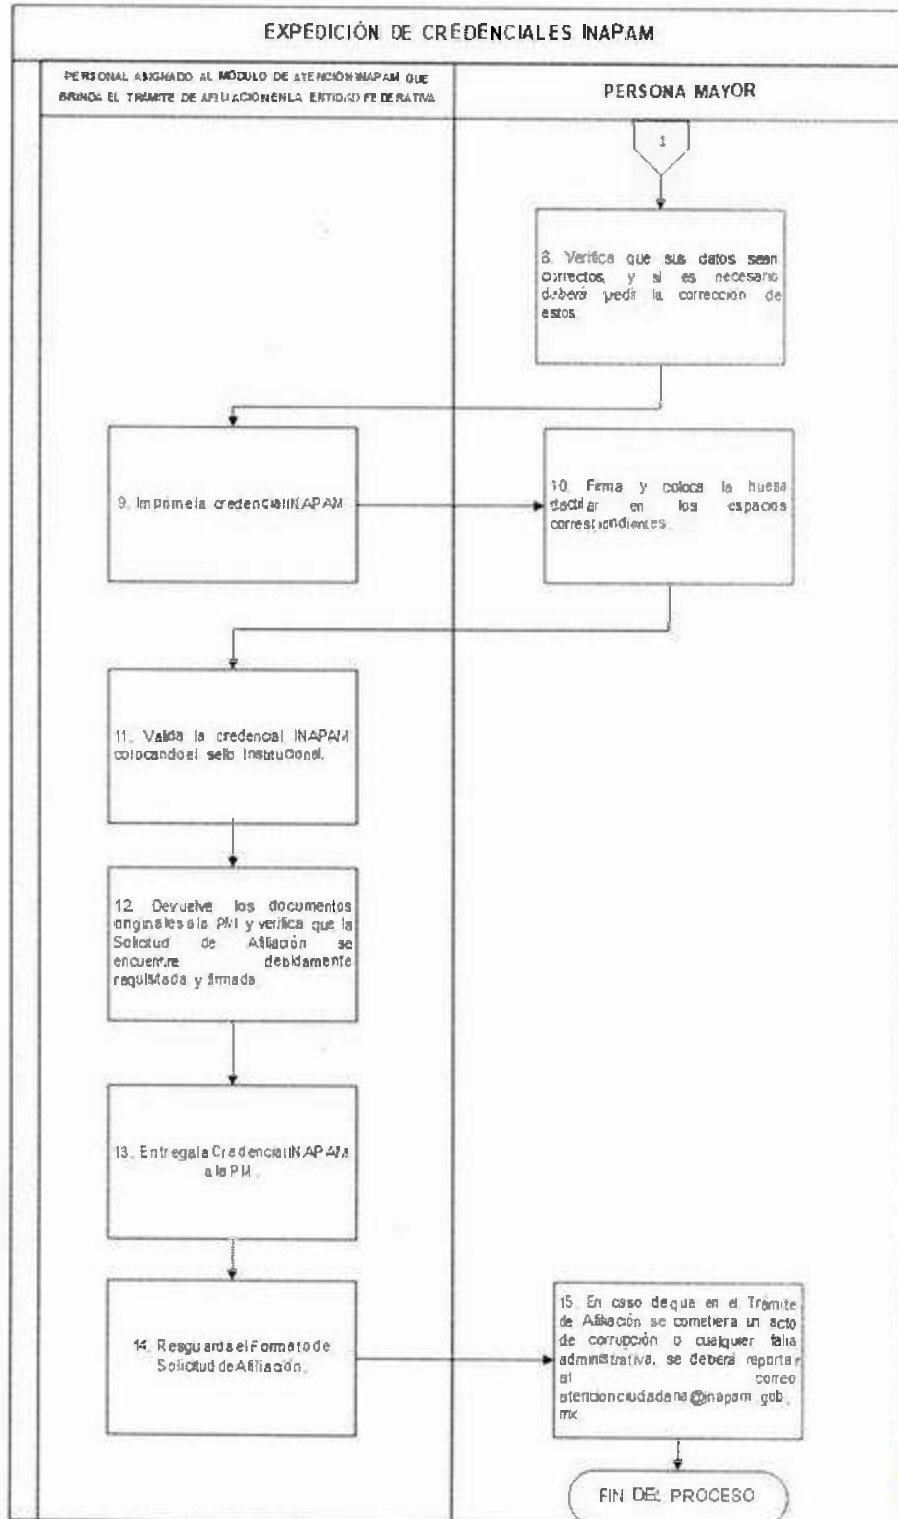 EXPEDICIÓN DE CREDENCIALES INAPAM
PERSONAL ASIGNADO AL MÓDULO DE ATENCIÓN INAPAM QUE
BRINDA EL TRÁMITE DE AFILIACIÓN EN LA ENTIDAD FEDERATIVA
PERSONA MAYOR
1
8. Verifica que sus datos sean
correctos, y si es necesario
deberá pedir la corrección de
estos.
9. Imprime la credencial INAPAM
10. Firma y coloca la huella
dactilar en los espacios
correspondientes.
11. Valida la credencial INAPAM
colocando el sello Institucional.
12. Devuelve los documentos
originales a la PM y verifica que la
Solicitud de Afiliación se
encuentre debidamente
requisitada y firmada.
13. Entrega la Credencial INAPAM
a la PM.
14. Resguarda el Formato de
Solicitud de Afiliación.
15. En caso de que en el Trámite
de Afiliación se cometiera un acto
de corrupción o cualquier falta
administrativa, se deberá reportar
al correo
atencionciudadana@inapam.gob.
mx
FIN DEL PROCESO